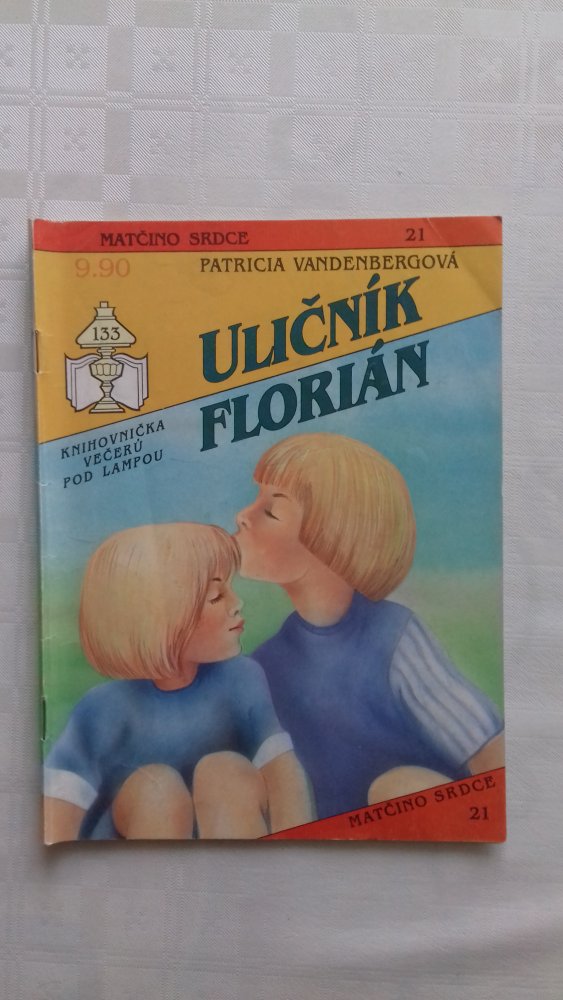 MATČINO SRDCE 21
9.90
PATRICIA VANDENBERGOVÁ
133
ULIČNÍK
FLORIÁN
KNIHOVNIČKA
VEČERŮ
POD LAMPOU
MATČINO SRDCE
21